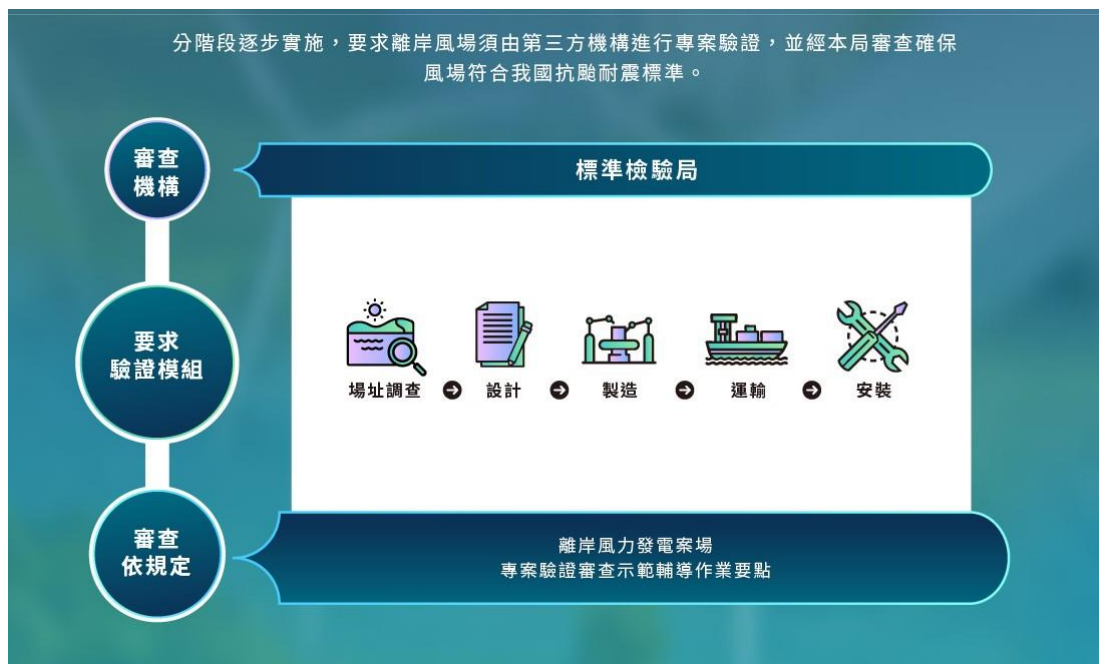 分階段逐步實施，要求離岸風場須由第三方機構進行專案驗證，並經本局審查確保
風場符合我國抗颱耐震標準。
審查
機構
標準檢驗局
要求
驗證模組
場址調查
設計
製造
運輸
安裝
審查
依規定
離岸風力發電案場
專案驗證審查示範輔導作業要點